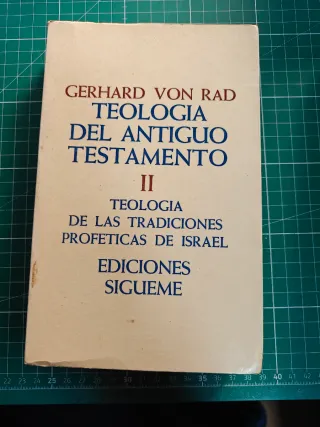 GERHARD VON RAD
TEOLOGIA
DEL ANTIGUO
TESTAMENTO
II
TEOLOGIA
DE LAS TRADICIONES
PROFETICAS DE ISRAEL
EDICIONES
SIGUEME